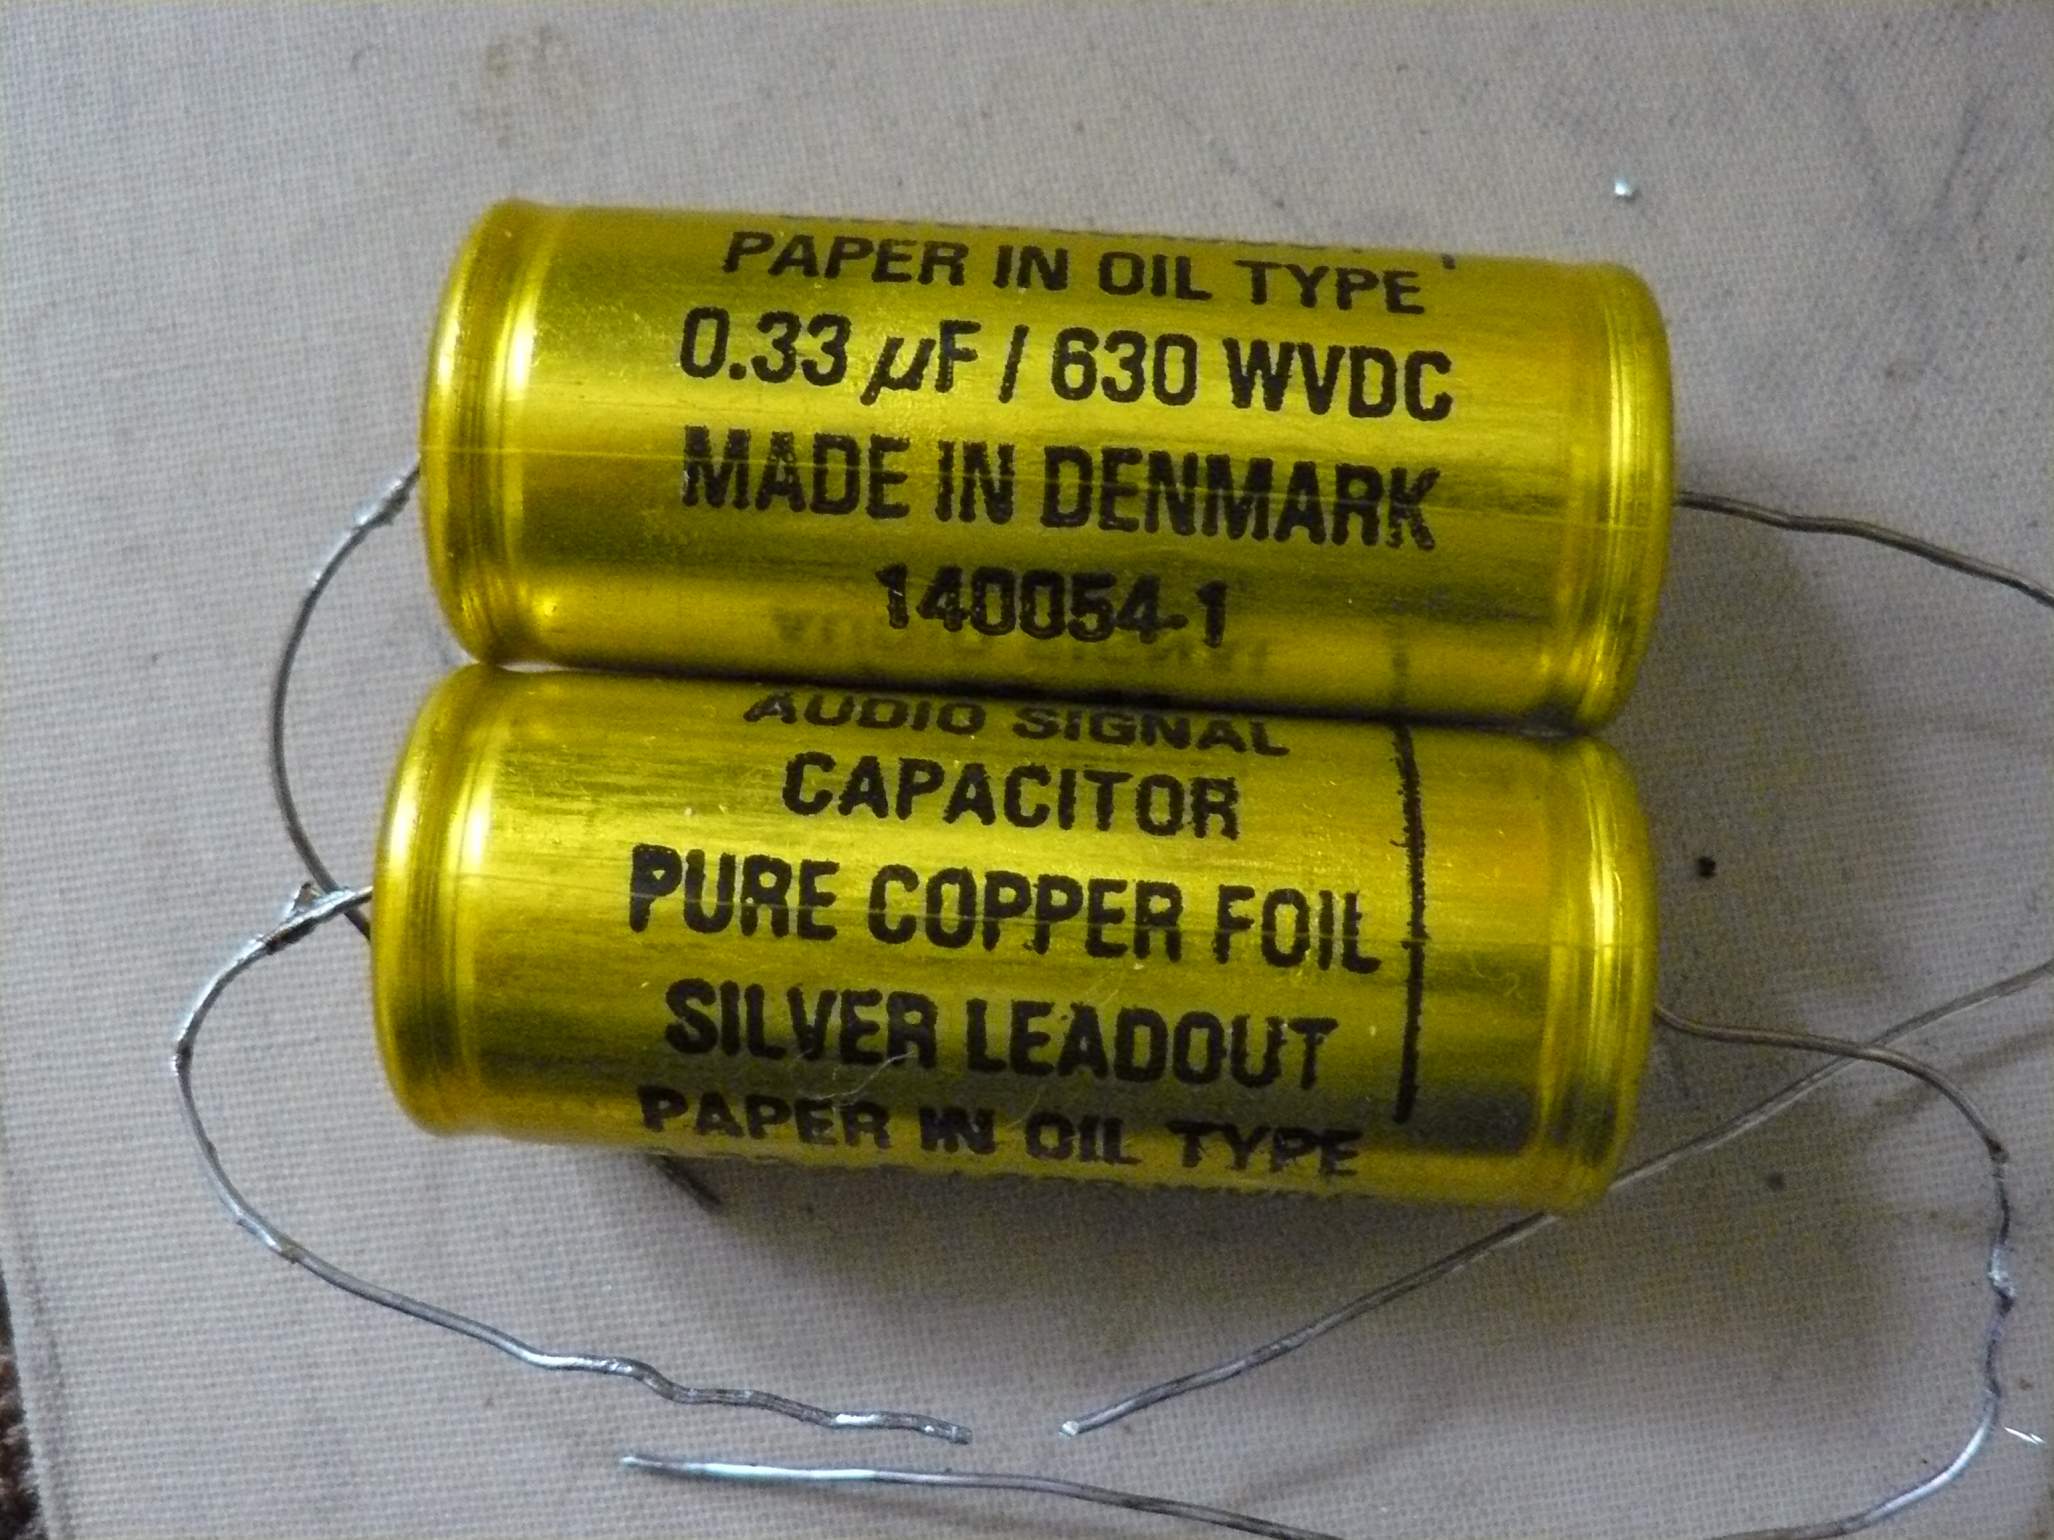 PAPER IN OIL TYPE
0.33 µF / 630 WVDC
MADE IN DENMARK
140054-1
AUDIO SIGNAL
CAPACITOR
PURE COPPER FOIL
SILVER LEADOUT
PAPER IN OIL TYPE